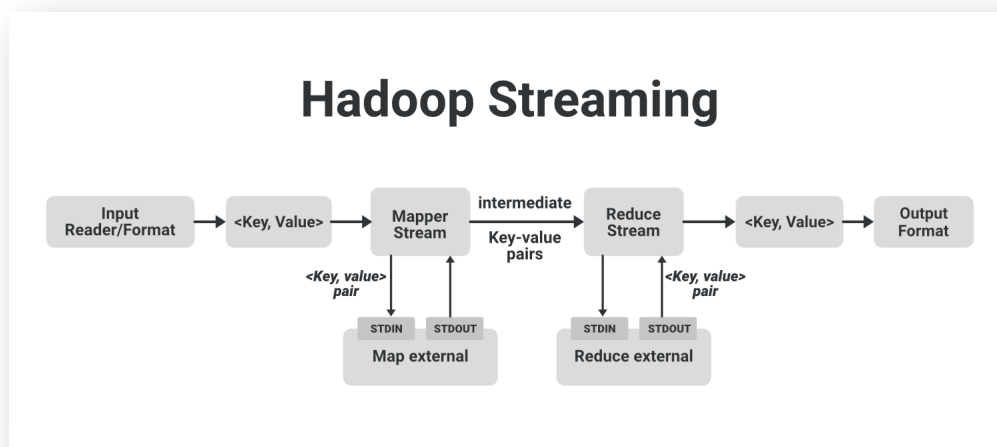 Hadoop Streaming
Input
Reader/Format
<Key, Value>
Mapper
Stream
intermediate
Key-value
pairs
Reduce
Stream
<Key, Value>
Output
Format
<Key, value>
pair
<Key, value>
pair
STDIN
STDOUT
Map external
STDIN
STDOUT
Reduce external